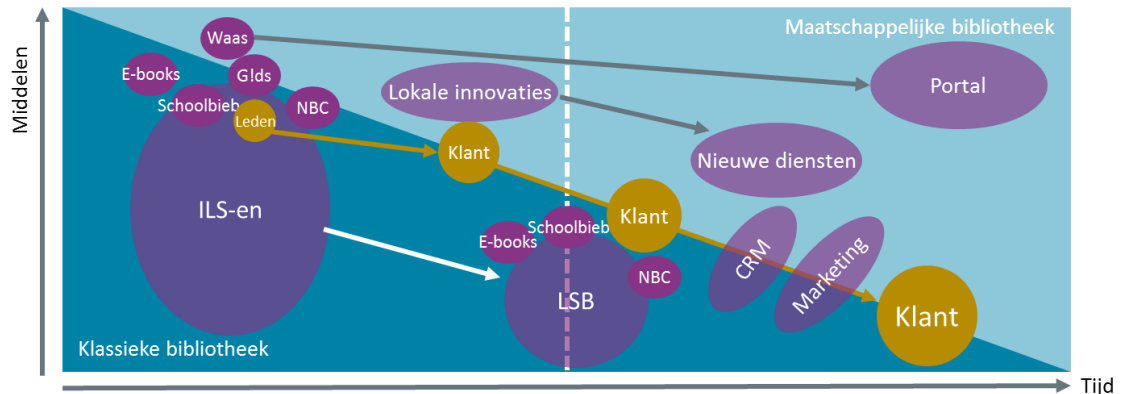 Middelen
Maatschappelijke bibliotheek
Waas
E-books
G!ds
Schoolbieb
NBC
Leden
Lokale innovaties
Portal
Klant
Nieuwe diensten
ILS-en
Klant
Schoolbieb
E-books
NBC
CRM
Marketing
LSB
Klant
Klassieke bibliotheek
Tijd